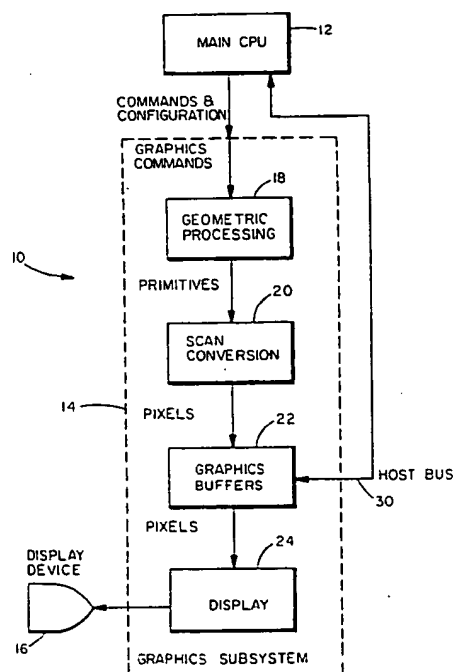 MAIN CPU
12
COMMANDS &
CONFIGURATION
GRAPHICS
COMMANDS
18
GEOMETRIC
PROCESSING
10
PRIMITIVES
20
SCAN
CONVERSION
14
PIXELS
22
GRAPHICS
BUFFERS
HOST BUS
30
PIXELS
24
DISPLAY
DEVICE
DISPLAY
16
GRAPHICS SUBSYSTEM